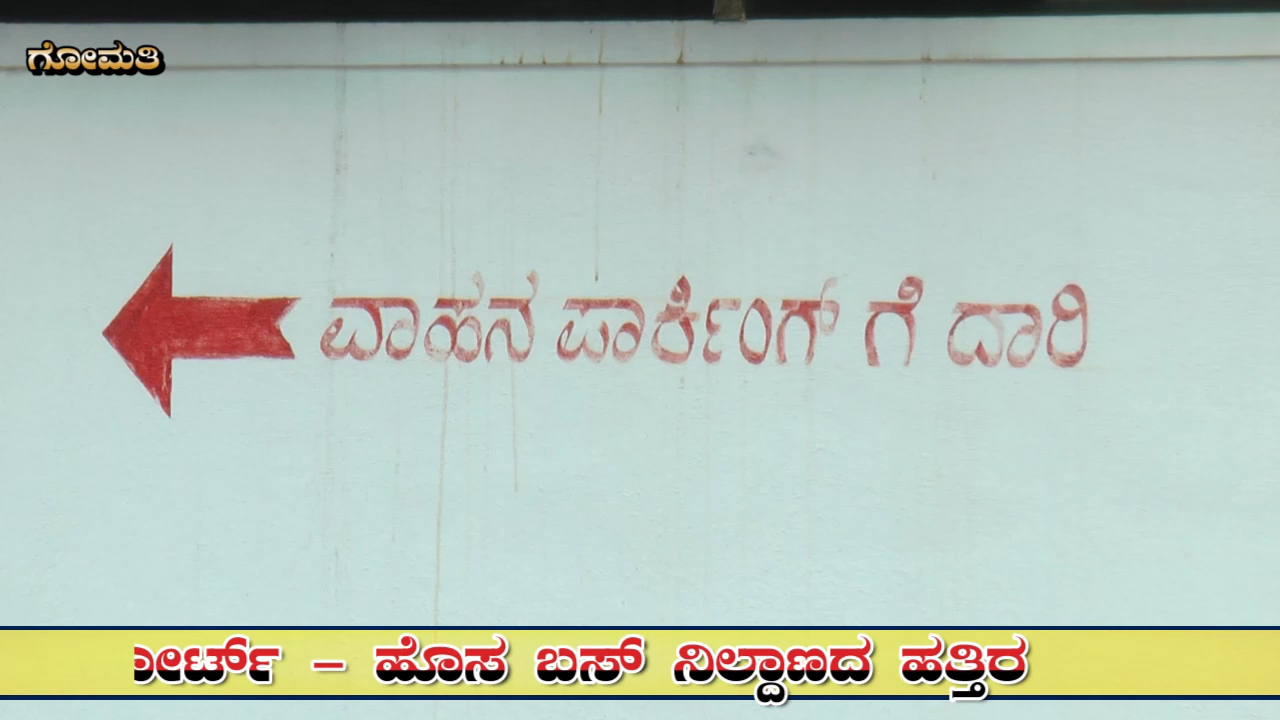 ಗೋಮತಿ
ವಾಹನ ಪಾರ್ಕಿಂಗ್ ಗೆ ದಾರಿ
– ಹೊಸ ಬಸ್ ನಿಲ್ದಾಣದ ಹತ್ತಿರ